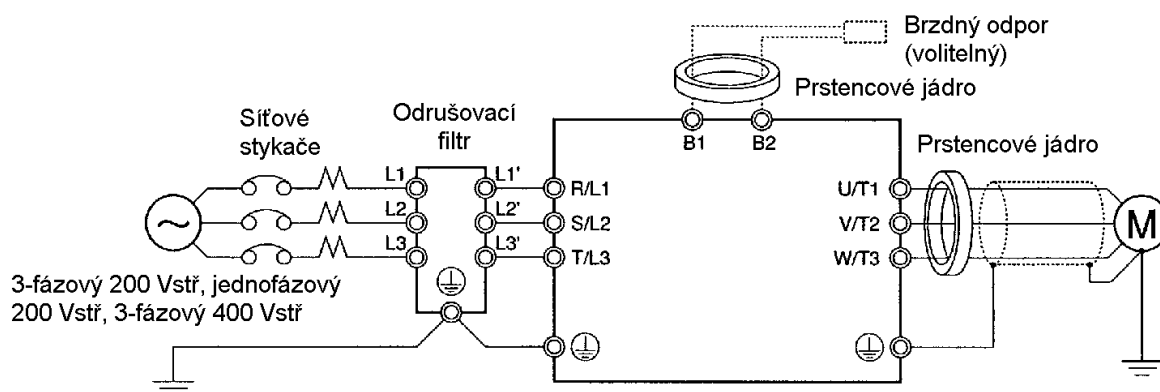 Brzdný odpor
(volitelný)
Prstencové jádro
Síťové
stykače
Odrušovací
filtr
B1
B2
Prstencové jádro
L1
L1'
R/L1
U/T1
L2
L2'
S/L2
V/T2
M
~
L3
L3'
T/L3
W/T3
3-fázový 200 Vstř, jednofázový
200 Vstř, 3-fázový 400 Vstř